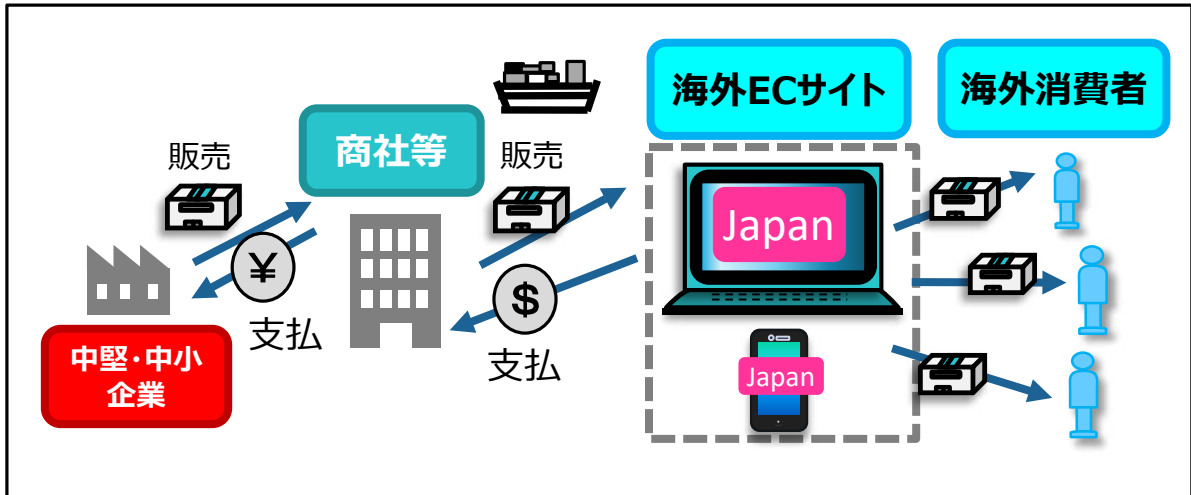 海外ECサイト
海外消費者
商社等
販売
販売
Japan
¥
$
支払
支払
中堅・中小
企業
Japan